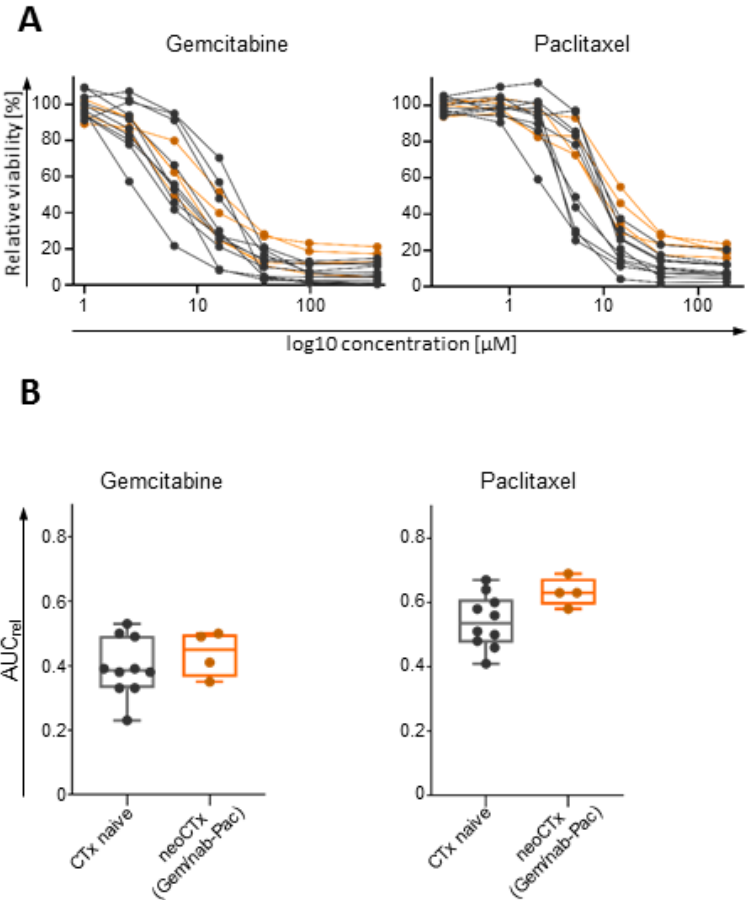 A
Gemcitabine
Paclitaxel
Relative viability [%]
100
80
60
40
20
0
1
10
100
100
80
60
40
20
0
1
10
100
log10 concentration [µM]
B
Gemcitabine
Paclitaxel
AUCrel
0.8
0.6
0.4
0.2
0
CTx naive
neoCTx
(Gem/nab-Pac)
0.8
0.6
0.4
0.2
0
CTx naive
neoCTx
(Gem/nab-Pac)